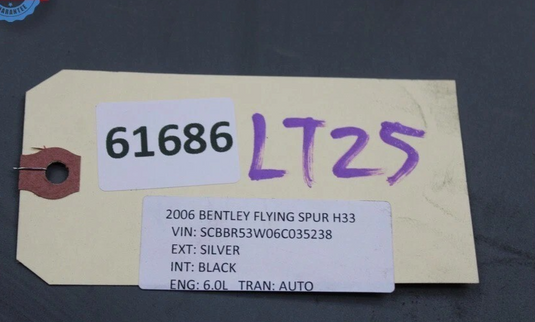 61686
LT25
2006 BENTLEY FLYING SPUR H33
VIN: SCBBR53W06C035238
EXT: SILVER
INT: BLACK
ENG: 6.0L TRAN: AUTO